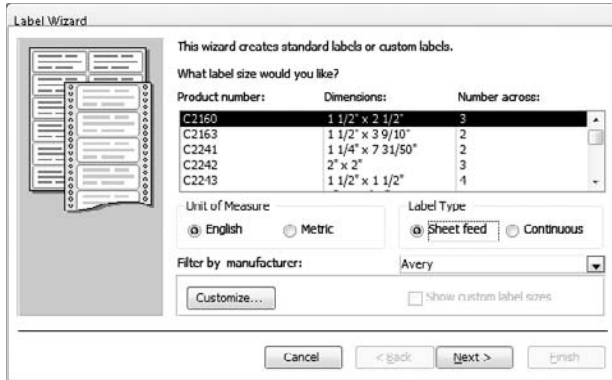 Label Wizard
This wizard creates standard labels or custom labels.
What label size would you like?
Product number: Dimensions: Number across:
C2160 1 1/2" x 2 1/2" 3
C2163 1 1/2" x 3 9/10" 2
C2241 1 1/4" x 7 31/50" 2
C2242 2" x 2" 3
C2243 1 1/2" x 1 1/2" 4
Unit of Measure Label Type
English Metric Sheet feed Continuous
Filter by manufacturer: Avery
Customize... Show custom label sizes
Cancel < Back Next > Finish